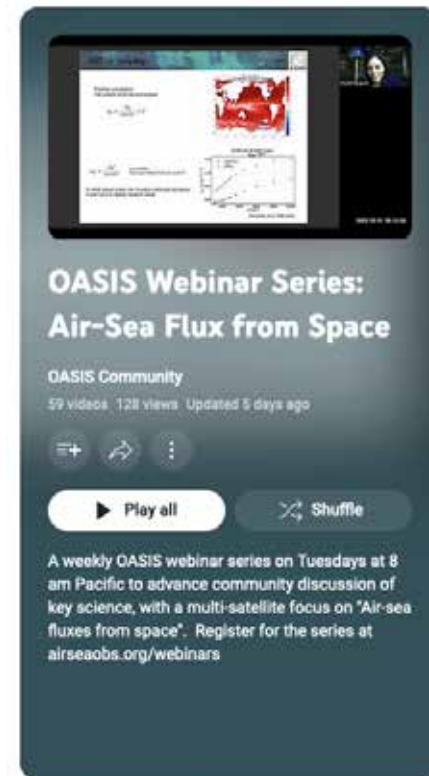 OASIS Webinar Series:
Air-Sea Flux from Space
OASIS Community
59 videos 128 views Updated 5 days ago
Play all
Shuffle
A weekly OASIS webinar series on Tuesdays at 8
am Pacific to advance community discussion of
key science, with a multi-satellite focus on "Air-sea
fluxes from space". Register for the series at
airseaobs.org/webinars